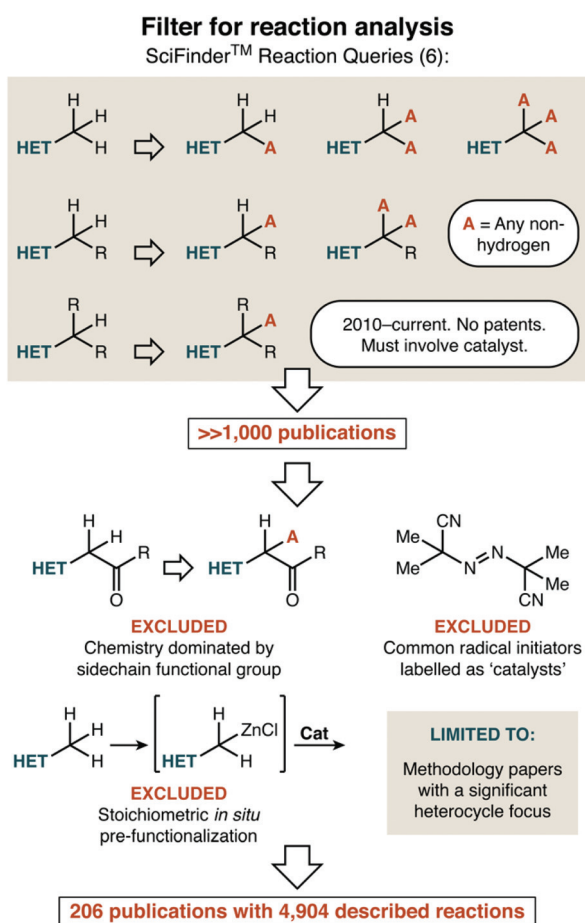 Filter for reaction analysis
SciFinder™ Reaction Queries (6):
H
H
H
HET
H
H
A
HET
H
A
A
HET
A
A
A
HET
H
H
R
HET
H
A
R
HET
A
A
R
HET
A = Any non-
hydrogen
R
H
R
HET
R
A
R
HET
2010–current. No patents.
Must involve catalyst.
>>1,000 publications
H
H
R
HET
O
H
A
R
HET
O
EXCLUDED
Chemistry dominated by
sidechain functional group
CN
Me
Me
N
N
Me
Me
CN
EXCLUDED
Common radical initiators
labelled as ‘catalysts’
H
H
H
HET
H
ZnCl
H
HET
Cat
EXCLUDED
Stoichiometric in situ
pre-functionalization
LIMITED TO:
Methodology papers
with a significant
heterocycle focus
206 publications with 4,904 described reactions